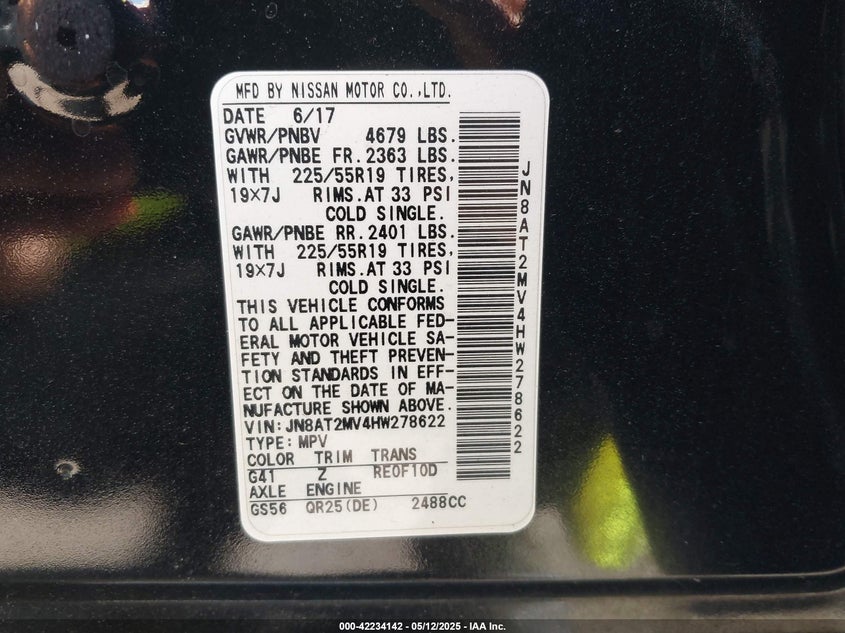 MFD BY NISSAN MOTOR CO.,LTD.
DATE 6/17
GVWR/PNBV 4679 LBS.
GAWR/PNBE FR. 2363 LBS.
WITH 225/55R19 TIRES,
19×7J RIMS.AT 33 PSI
COLD SINGLE.
GAWR/PNBE RR. 2401 LBS.
WITH 225/55R19 TIRES,
19×7J RIMS.AT 33 PSI
COLD SINGLE.
THIS VEHICLE CONFORMS
TO ALL APPLICABLE FED-
ERAL MOTOR VEHICLE SA-
FETY AND THEFT PREVEN-
TION STANDARDS IN EFF-
ECT ON THE DATE OF MA-
NUFACTURE SHOWN ABOVE.
VIN:JN8AT2MV4HW278622
TYPE:MPV
COLOR TRIM TRANS
G41 Z RE0F10D
AXLE ENGINE
GS56 QR25(DE) 2488CC
JN8AT2MV4HW278622
000-42234142 - 05/12/2025 - IAA Inc.